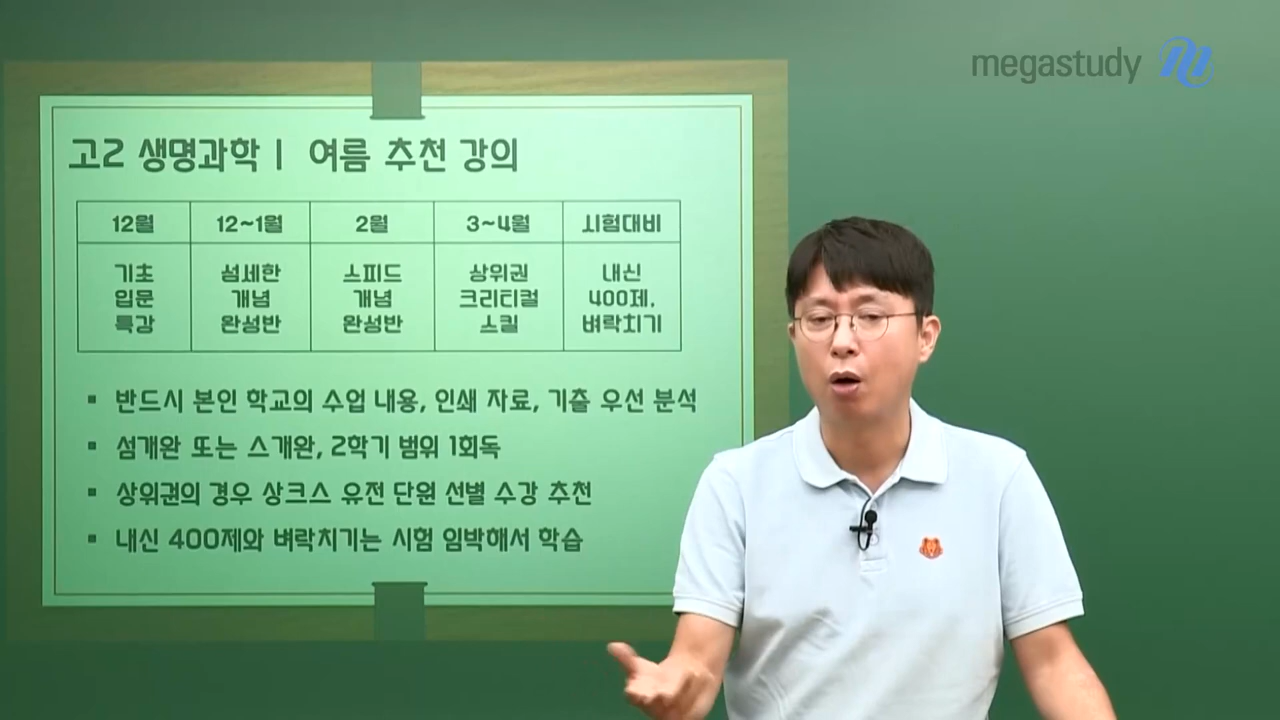 megastudy
고2 생명과학Ⅰ 여름 추천 강의
12월 12~1월 2월 3~4월 시험대비
기초 섬세한 스피드 상위권 내신
입문 개념 개념 크리티컬 400제,
특강 완성반 완성반 스킬 벼락치기
▪ 반드시 본인 학교의 수업 내용, 인쇄 자료, 기출 우선 분석
▪ 섬개완 또는 스개완, 2학기 범위 1회독
▪ 상위권의 경우 상크스 유전 단원 선별 수강 추천
▪ 내신 400제와 벼락치기는 시험 임박해서 학습